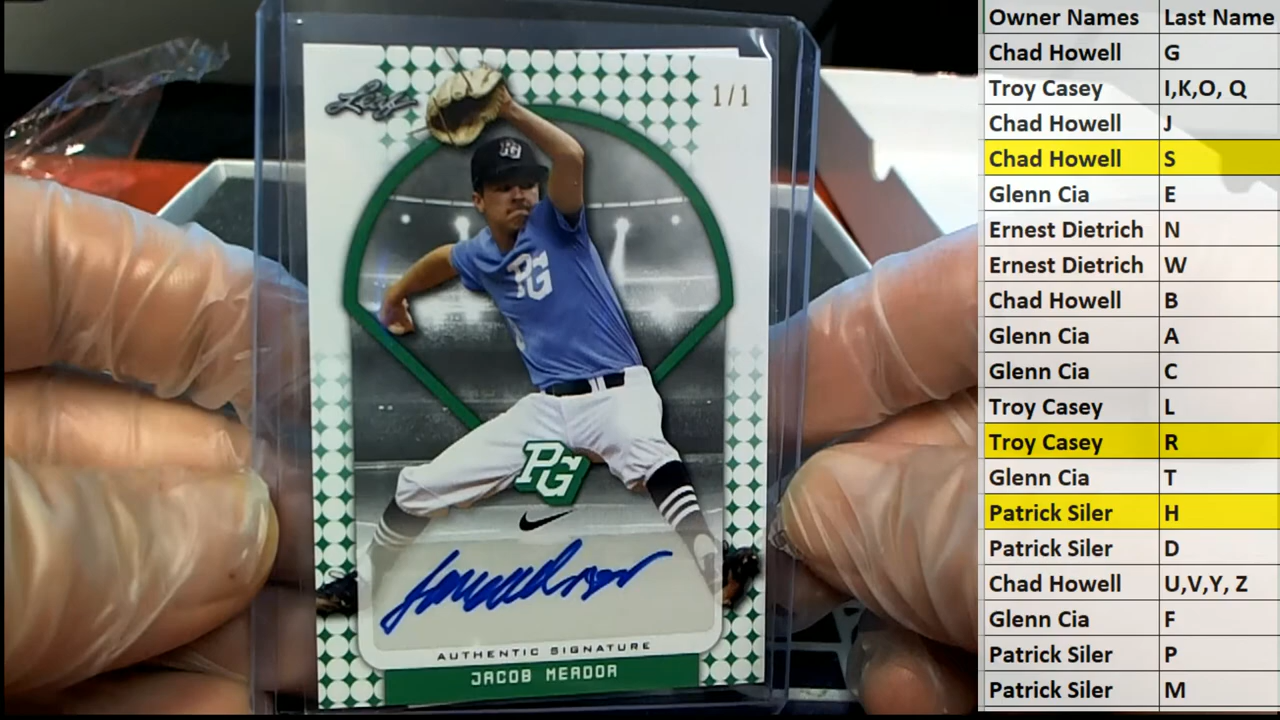 Leaf
1/1
PG
PG
PG
AUTHENTIC SIGNATURE
JACOB MEADOR
Owner Names Last Name
Chad Howell G
Troy Casey I,K,O, Q
Chad Howell J
Chad Howell S
Glenn Cia E
Ernest Dietrich N
Ernest Dietrich W
Chad Howell B
Glenn Cia A
Glenn Cia C
Troy Casey L
Troy Casey R
Glenn Cia T
Patrick Siler H
Patrick Siler D
Chad Howell U,V,Y, Z
Glenn Cia F
Patrick Siler P
Patrick Siler M